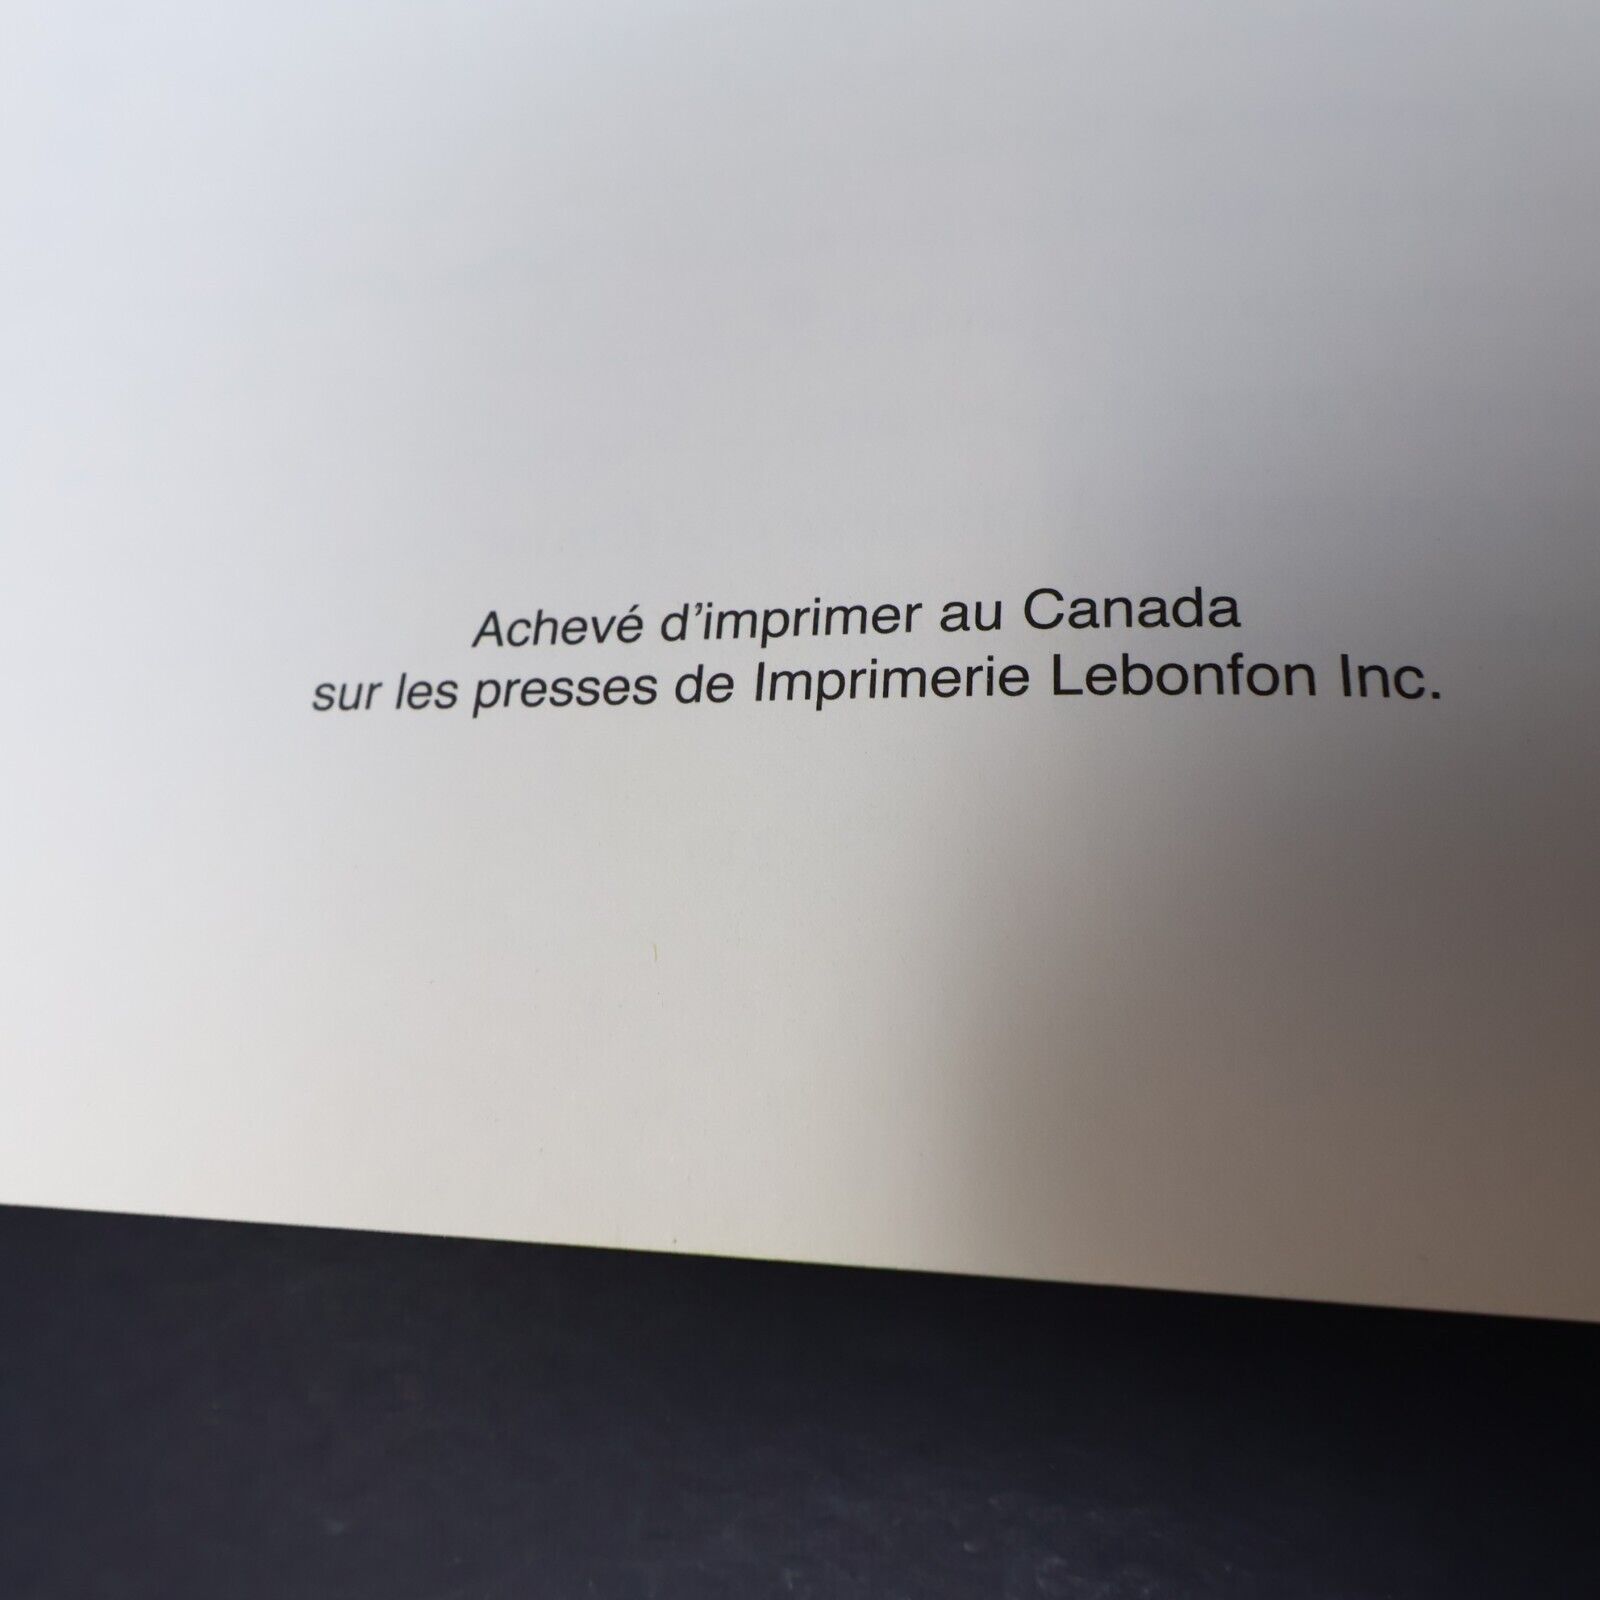 Achevé d'imprimer au Canada
sur les presses de Imprimerie Lebonfon Inc.